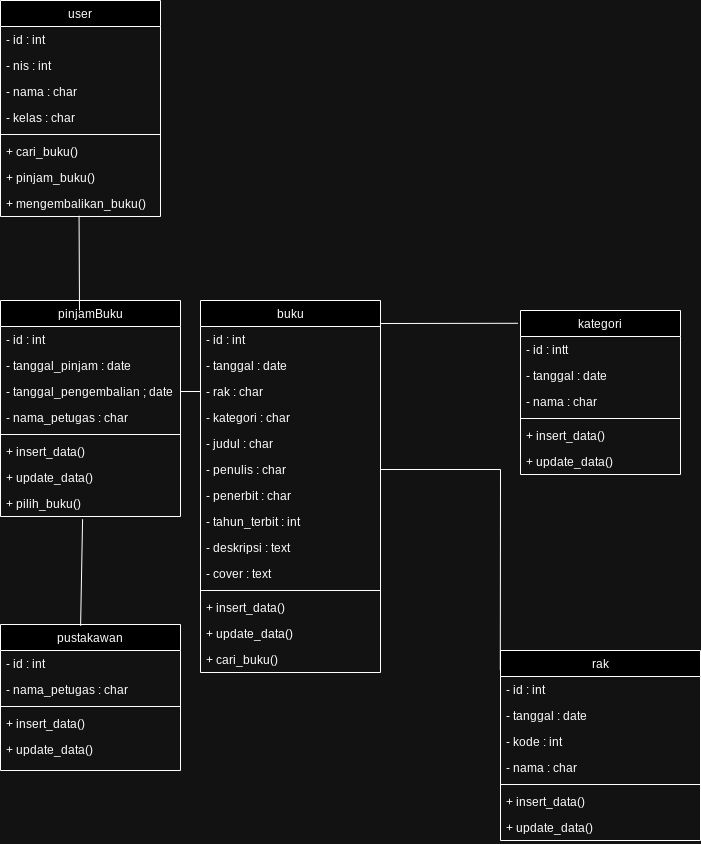 user
- id : int
- nis : int
- nama : char
- kelas : char
+ cari_buku()
+ pinjam_buku()
+ mengembalikan_buku()
pinjamBuku
- id : int
- tanggal_pinjam : date
- tanggal_pengembalian ; date
- nama_petugas : char
+ insert_data()
+ update_data()
+ pilih_buku()
buku
- id : int
- tanggal : date
- rak : char
- kategori : char
- judul : char
- penulis : char
- penerbit : char
- tahun_terbit : int
- deskripsi : text
- cover : text
+ insert_data()
+ update_data()
+ cari_buku()
kategori
- id : intt
- tanggal : date
- nama : char
+ insert_data()
+ update_data()
pustakawan
- id : int
- nama_petugas : char
+ insert_data()
+ update_data()
rak
- id : int
- tanggal : date
- kode : int
- nama : char
+ insert_data()
+ update_data()